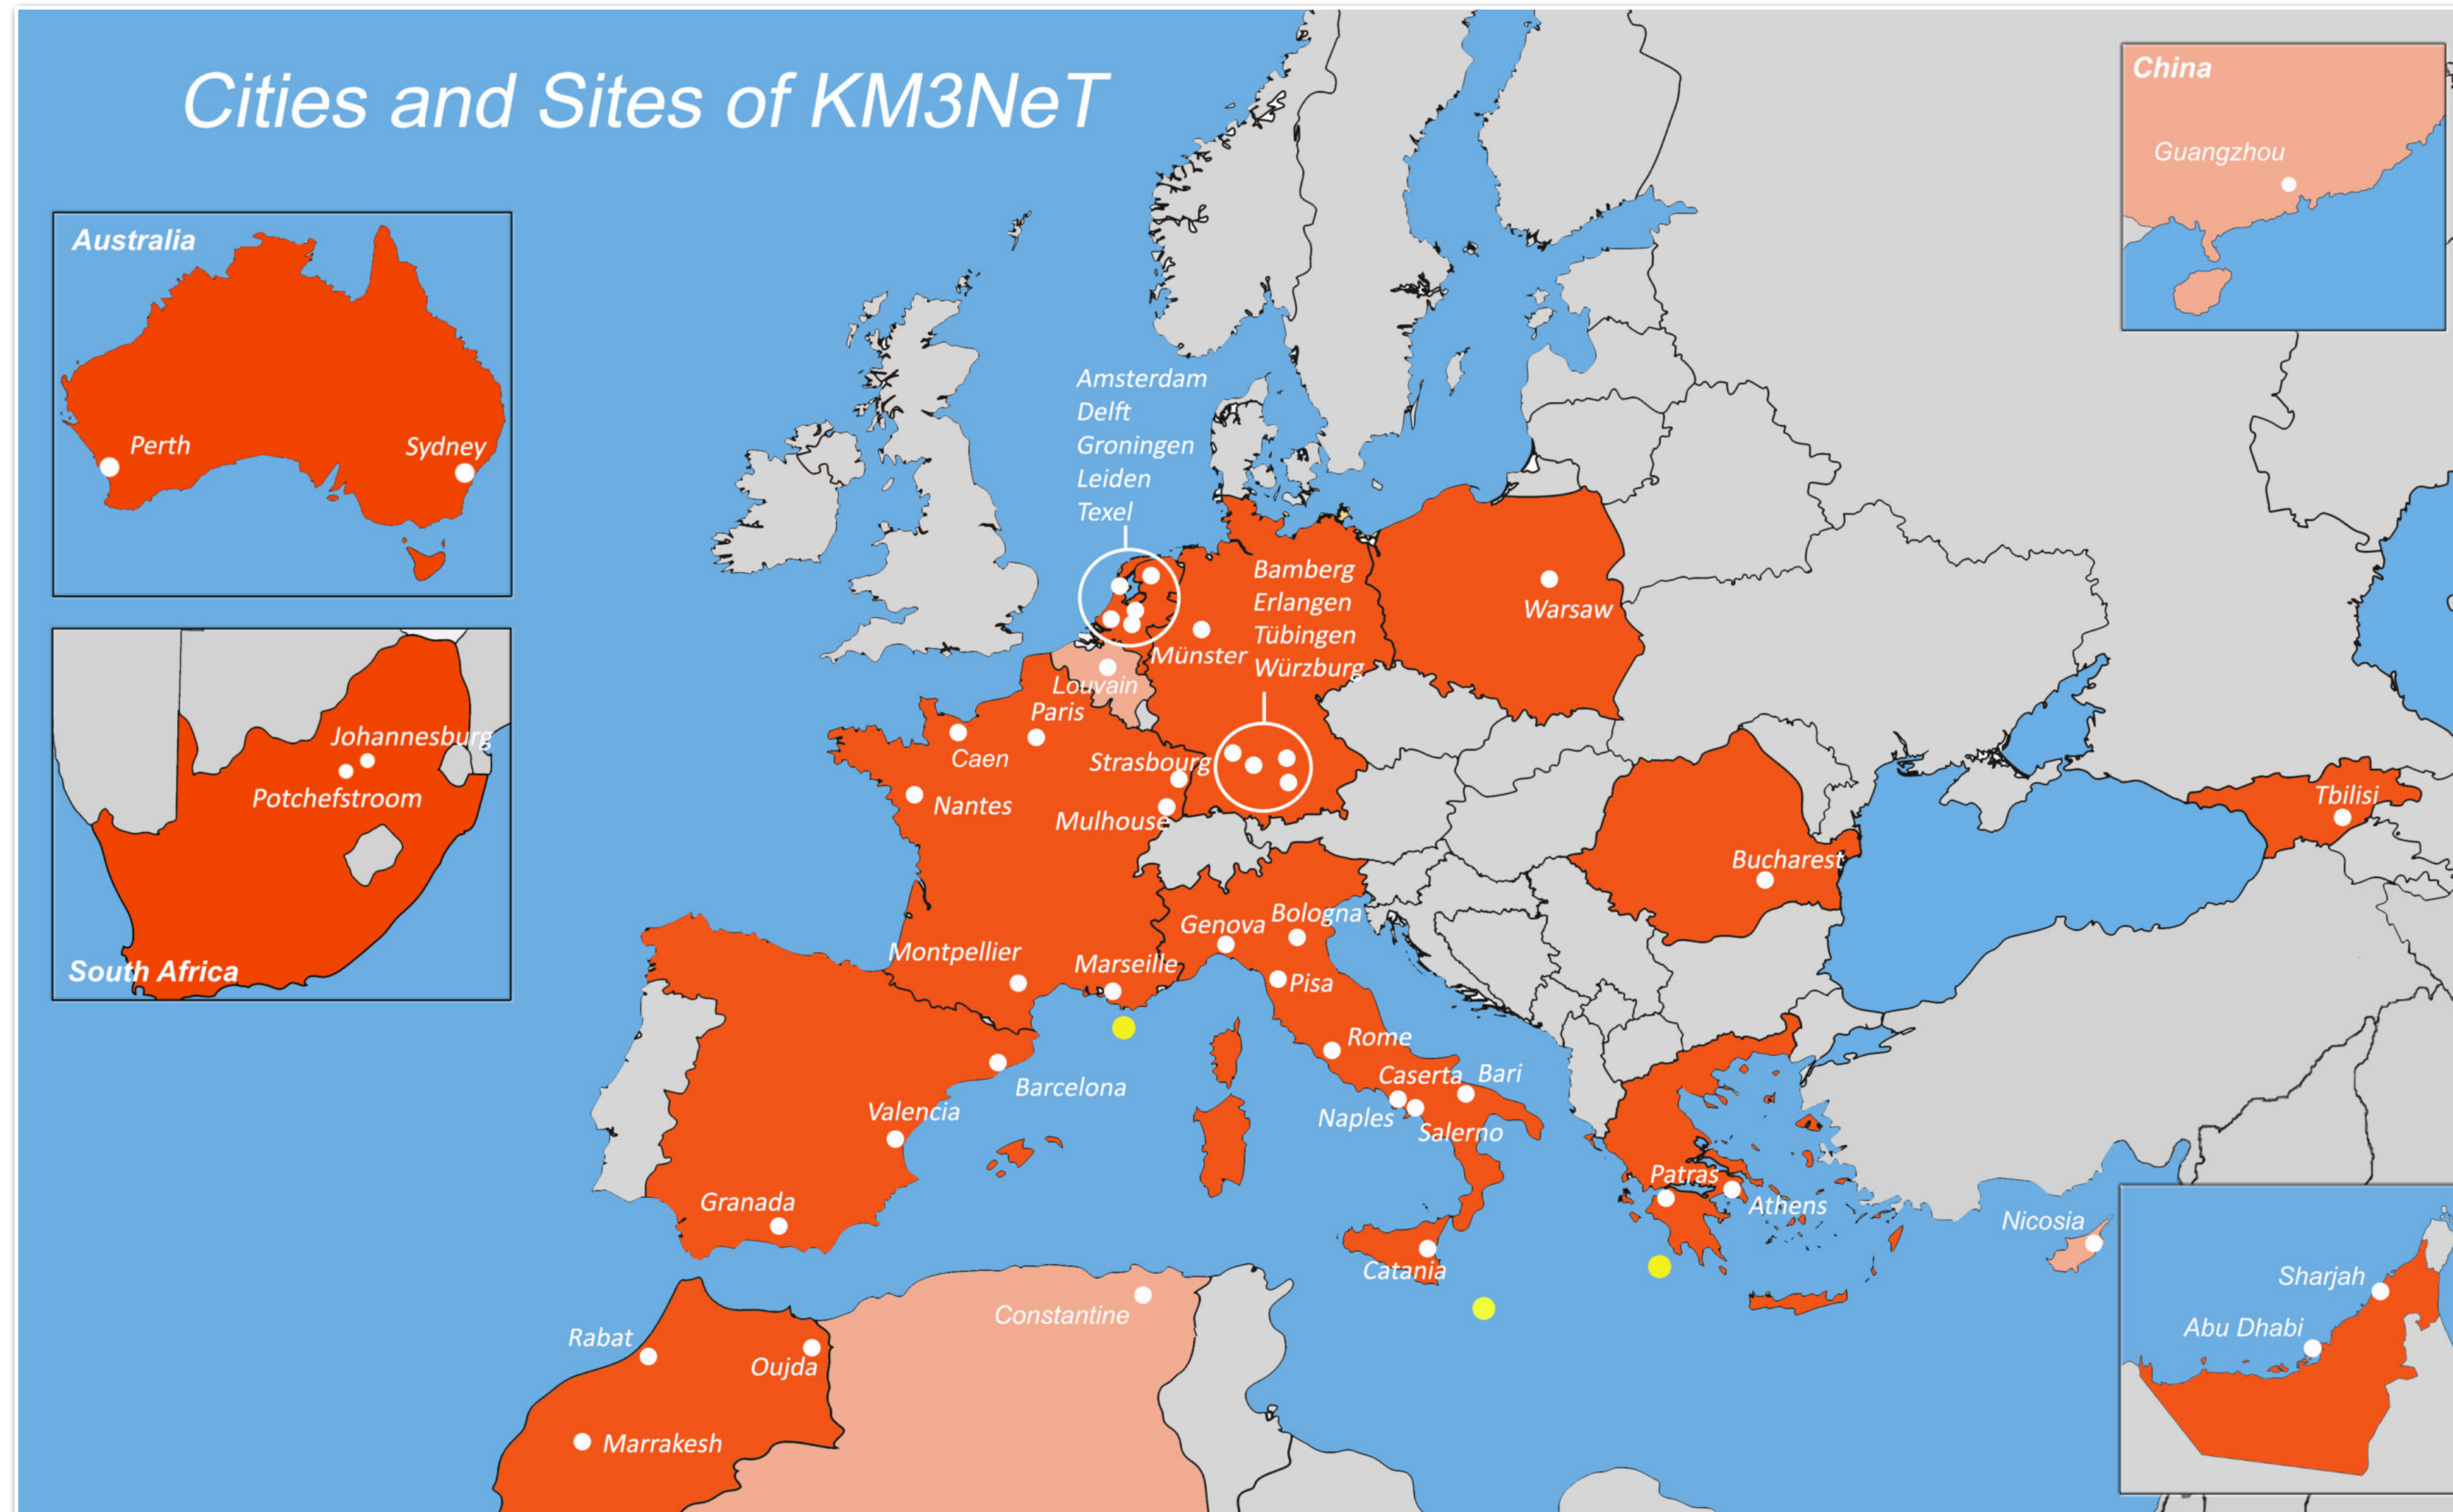 Cities and Sites of KM3NeT
China
Guangzhou
Australia
Perth
Sydney
Amsterdam
Delft
Groningen
Leiden
Texel
Bamberg
Erlangen
Tübingen
Würzburg
Warsaw
Münster
Louvain
Paris
Caen
Strasbourg
Nantes
Mulhouse
Johannesburg
Potchefstroom
South Africa
Tbilisi
Bucharest
Genova
Bologna
Montpellier
Marseille
Pisa
Rome
Caserta
Bari
Barcelona
Valencia
Naples
Salerno
Granada
Patras
Athens
Nicosia
Catania
Sharjah
Abu Dhabi
Constantine
Rabat
Oujda
Marrakesh